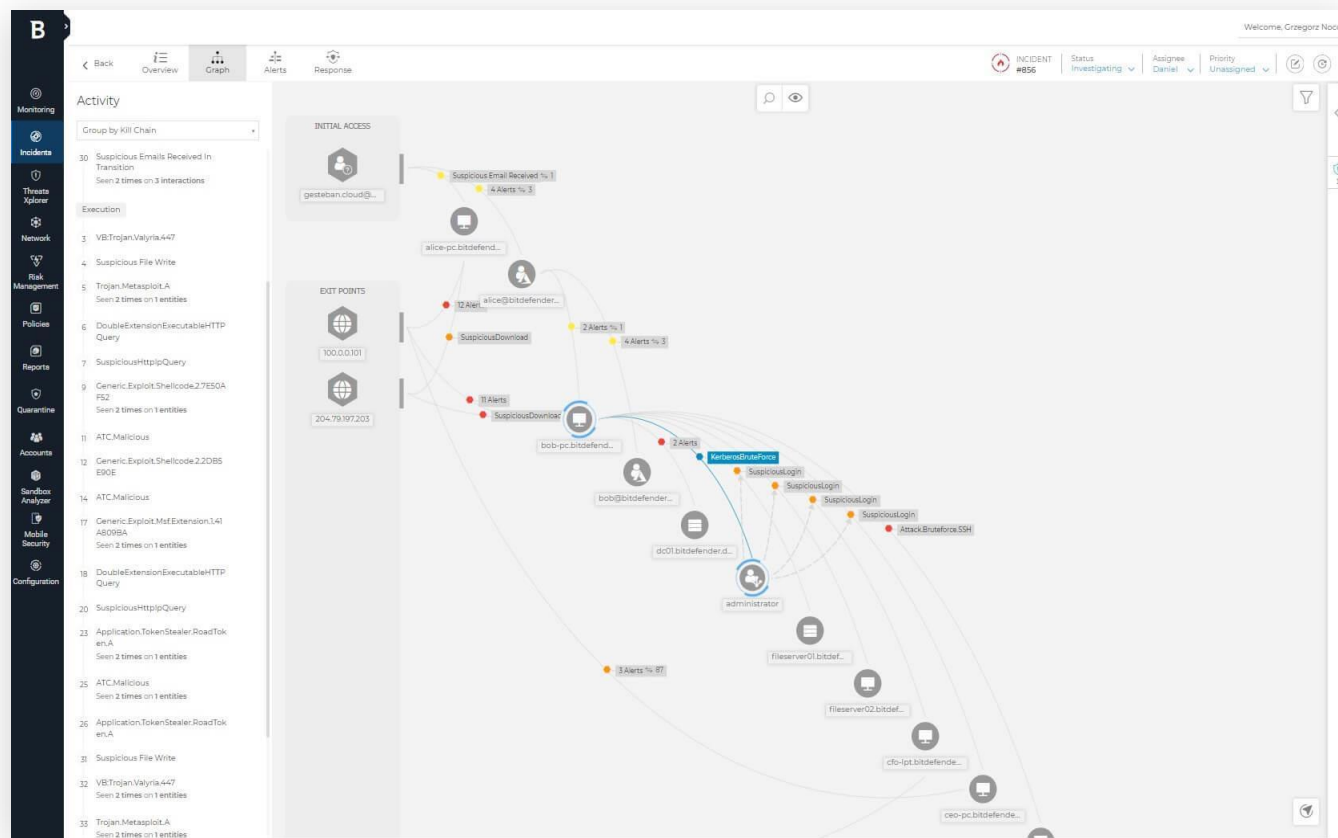 B
Welcome, Grzegorz Noc
Back
Overview
Graph
Alerts
Response
INCIDENT
#856
Status
Investigating
Assignee
Daniel
Priority
Unassigned
Monitoring
Incidents
Threats
Xplorer
Network
Risk
Management
Policies
Reports
Quarantine
Accounts
Sandbox
Analyzer
Mobile
Security
Configuration
Activity
Group by Kill Chain
30 Suspicious Emails Received In
Transition
Seen 2 times on 3 interactions
Execution
3 VB:Trojan.Valyria.447
4 Suspicious File Write
5 Trojan.Metasploit.A
Seen 2 times on 1 entities
6 DoubleExtensionExecutableHTTP
Query
7 SuspiciousHttpIpQuery
9 Generic.Exploit.Shellcode.2.7E50A
F52
Seen 2 times on 1 entities
11 ATC.Malicious
12 Generic.Exploit.Shellcode.2.2DB5
E90E
14 ATC.Malicious
17 Generic.Exploit.Msf.Extension.1.41
A809BA
Seen 2 times on 1 entities
18 DoubleExtensionExecutableHTTP
Query
20 SuspiciousHttpIpQuery
23 Application.TokenStealer.RoadTok
en.A
Seen 2 times on 1 entities
25 ATC.Malicious
Seen 2 times on 1 entities
26 Application.TokenStealer.RoadTok
en.A
31 Suspicious File Write
32 VB:Trojan.Valyria.447
Seen 2 times on 1 entities
33 Trojan.Metasploit.A
Seen 2 times on 1 entities
INITIAL ACCESS
gesteban.cloud@...
Suspicious Email Received 1
4 Alerts 3
alice-pc.bitdefend...
alice@bitdefender...
EXIT POINTS
100.0.0.101
204.79.197.203
12 Aler
SuspiciousDownload
2 Alerts 1
4 Alerts 3
11 Alerts
SuspiciousDownload
bob-pc.bitdefend...
2 Alerts
KerberosBruteForce
SuspiciousLogin
SuspiciousLogin
SuspiciousLogin
SuspiciousLogin
Attack.Bruteforce.SSH
bob@bitdefender...
dc01.bitdefender.d...
administrator
fileserver01.bitdef...
3 Alerts 87
fileserver02.bitdef...
cfo-lpt.bitdefende...
ceo-pc.bitdefende...